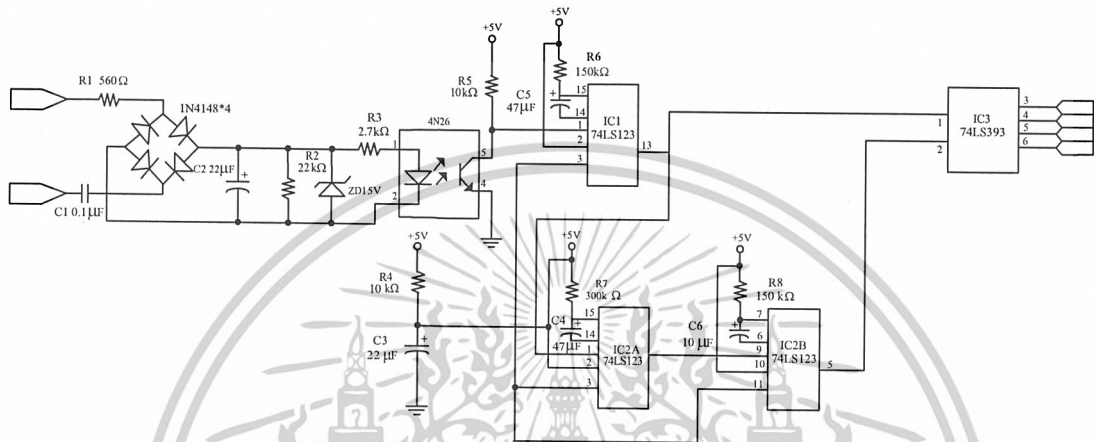 R1 560Ω
1N4148*4
C1 0.1µF
C2 22µF
R2
22kΩ
ZD15V
R3
2.7kΩ
1
2
4N26
5
4
+5V
R5
10kΩ
+5V
R6
150kΩ
C5
47µF
15
14
1
2
3
IC1
74LS123
13
1
2
IC3
74LS393
3
4
5
6
+5V
R4
10 kΩ
C3
22 µF
+5V
R7
300k Ω
C4
47µF
15
14
1
2
3
IC2A
74LS123
+5V
R8
150 kΩ
C6
10 µF
7
6
9
10
11
IC2B
74LS123
5